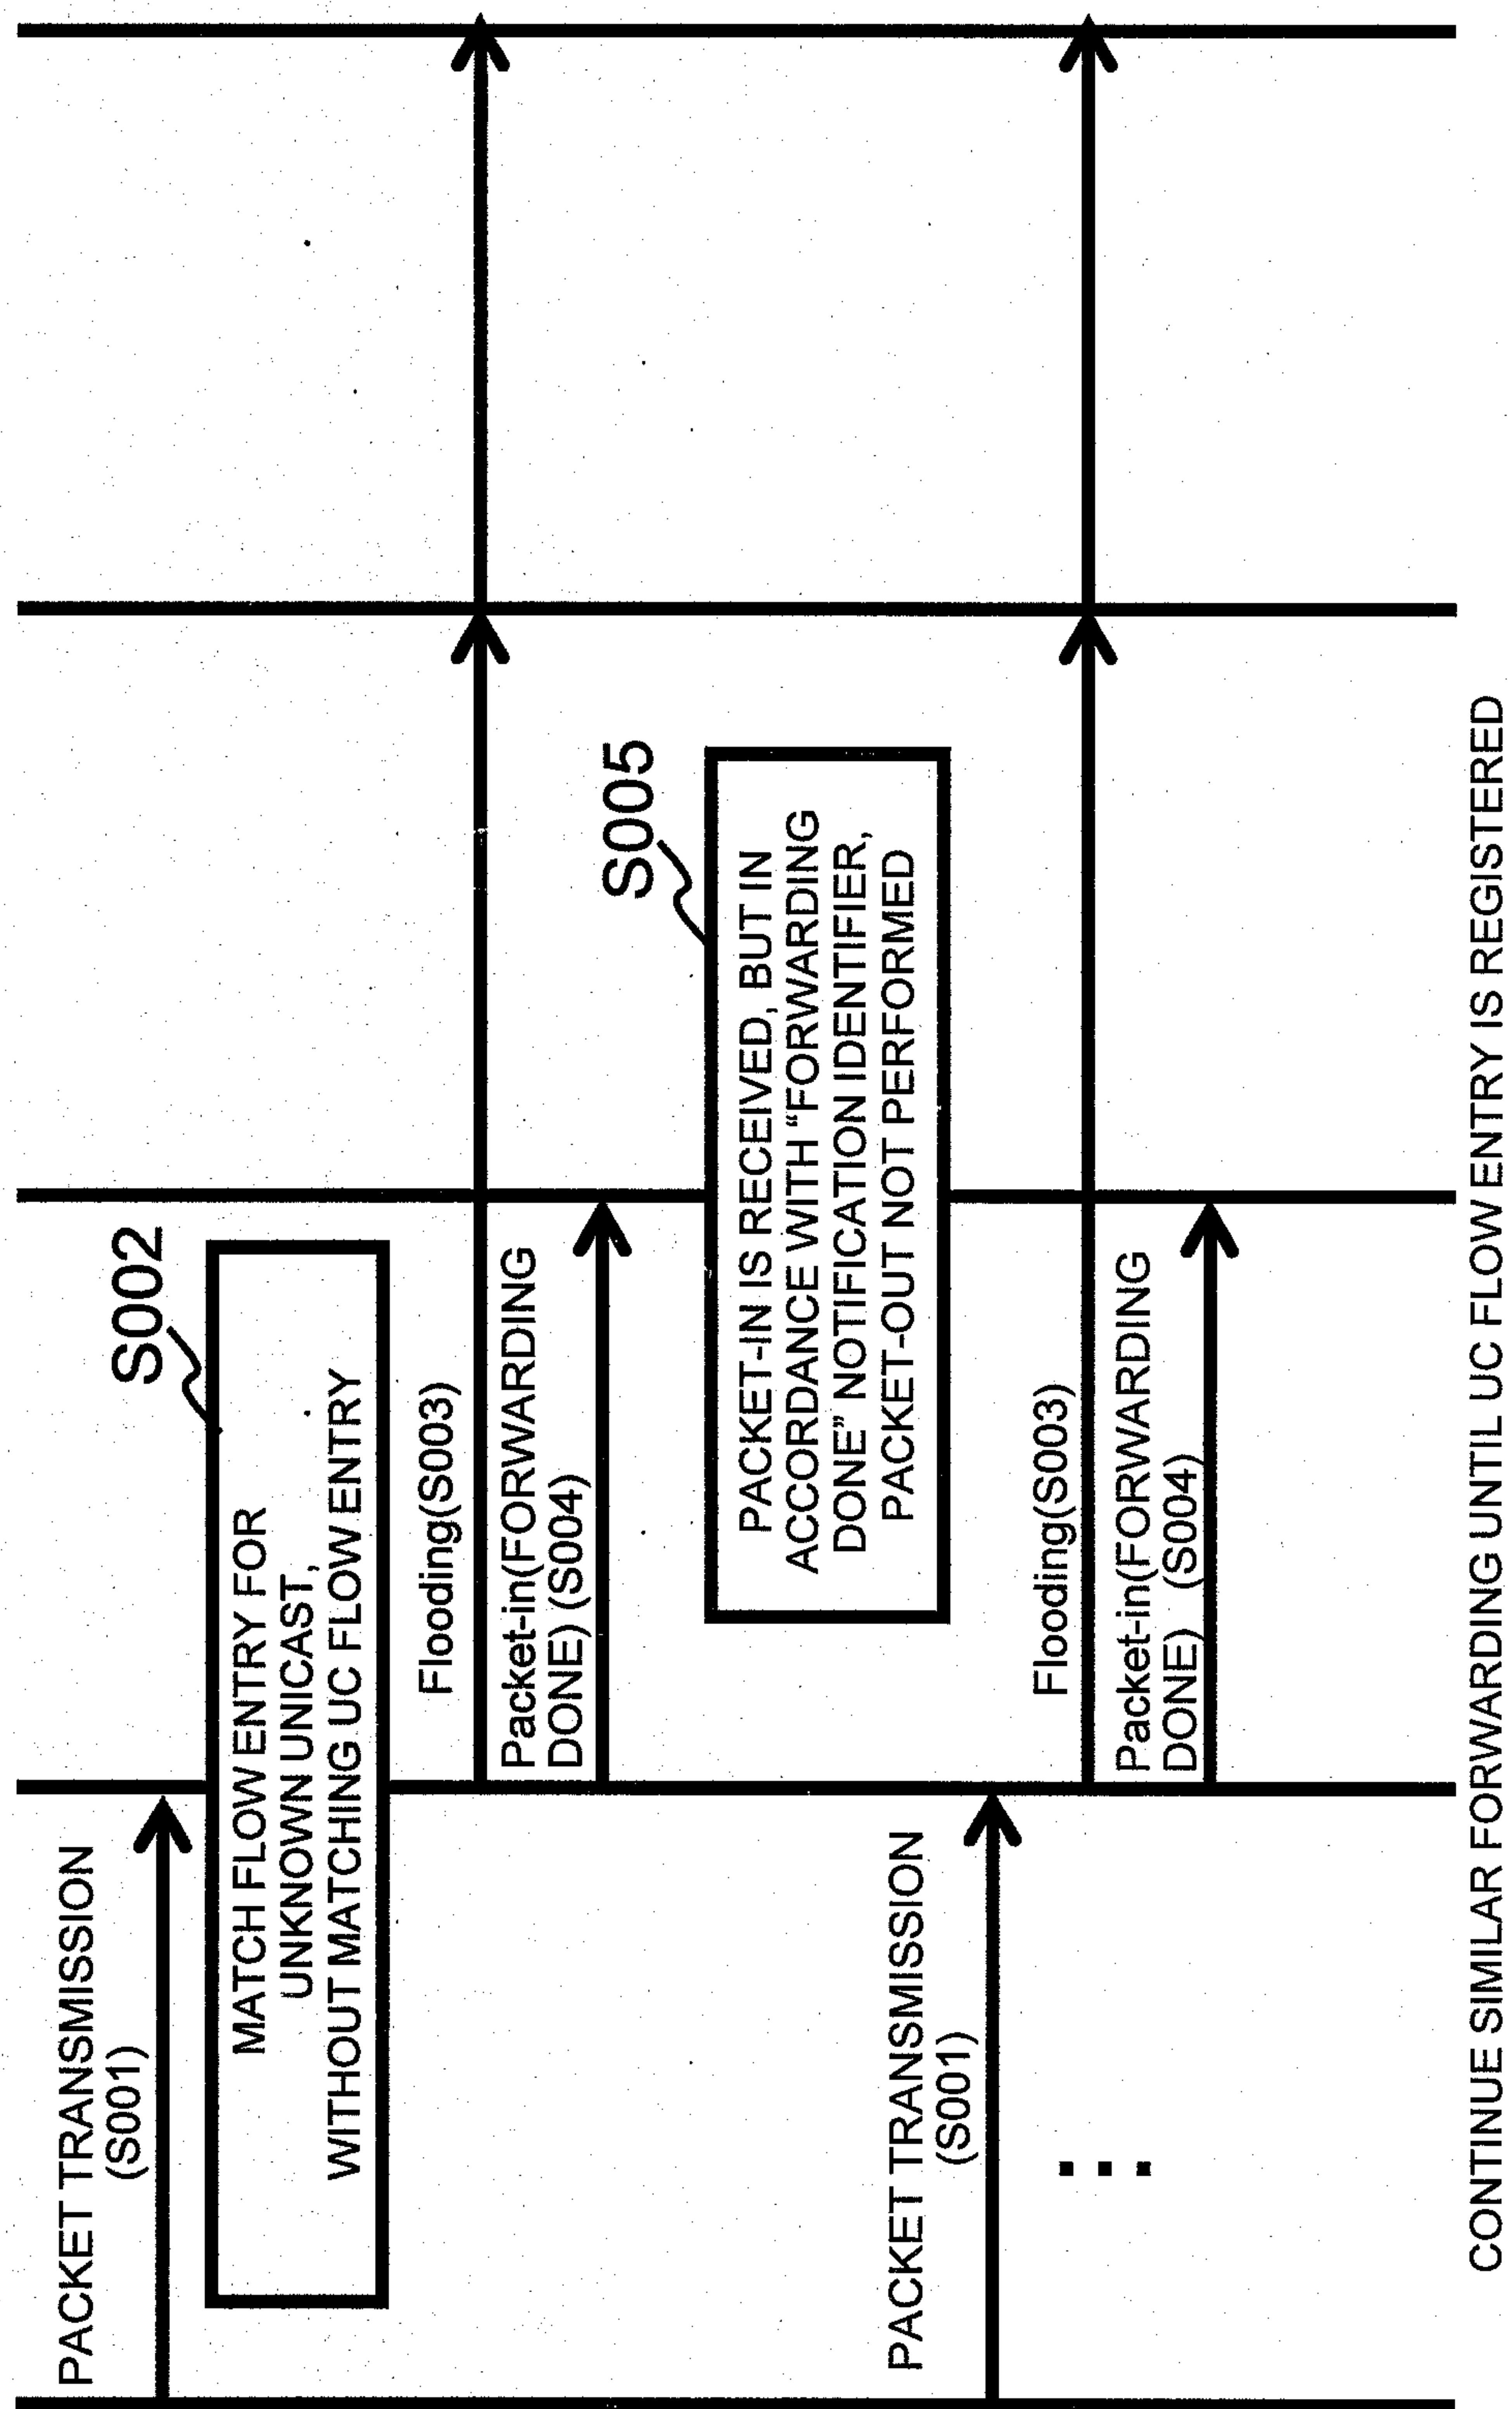 PACKET TRANSMISSION
(S001)
S002
MATCH FLOW ENTRY FOR
UNKNOWN UNICAST,
WITHOUT MATCHING UC FLOW ENTRY
Flooding(S003)
Packet-in(FORWARDING
DONE) (S004)
S005
PACKET-IN IS RECEIVED, BUT IN
ACCORDANCE WITH "FORWARDING
DONE" NOTIFICATION IDENTIFIER,
PACKET-OUT NOT PERFORMED
PACKET TRANSMISSION
(S001)
Flooding(S003)
Packet-in(FORWARDING
DONE) (S004)
...
CONTINUE SIMILAR FORWARDING UNTIL UC FLOW ENTRY IS REGISTERED